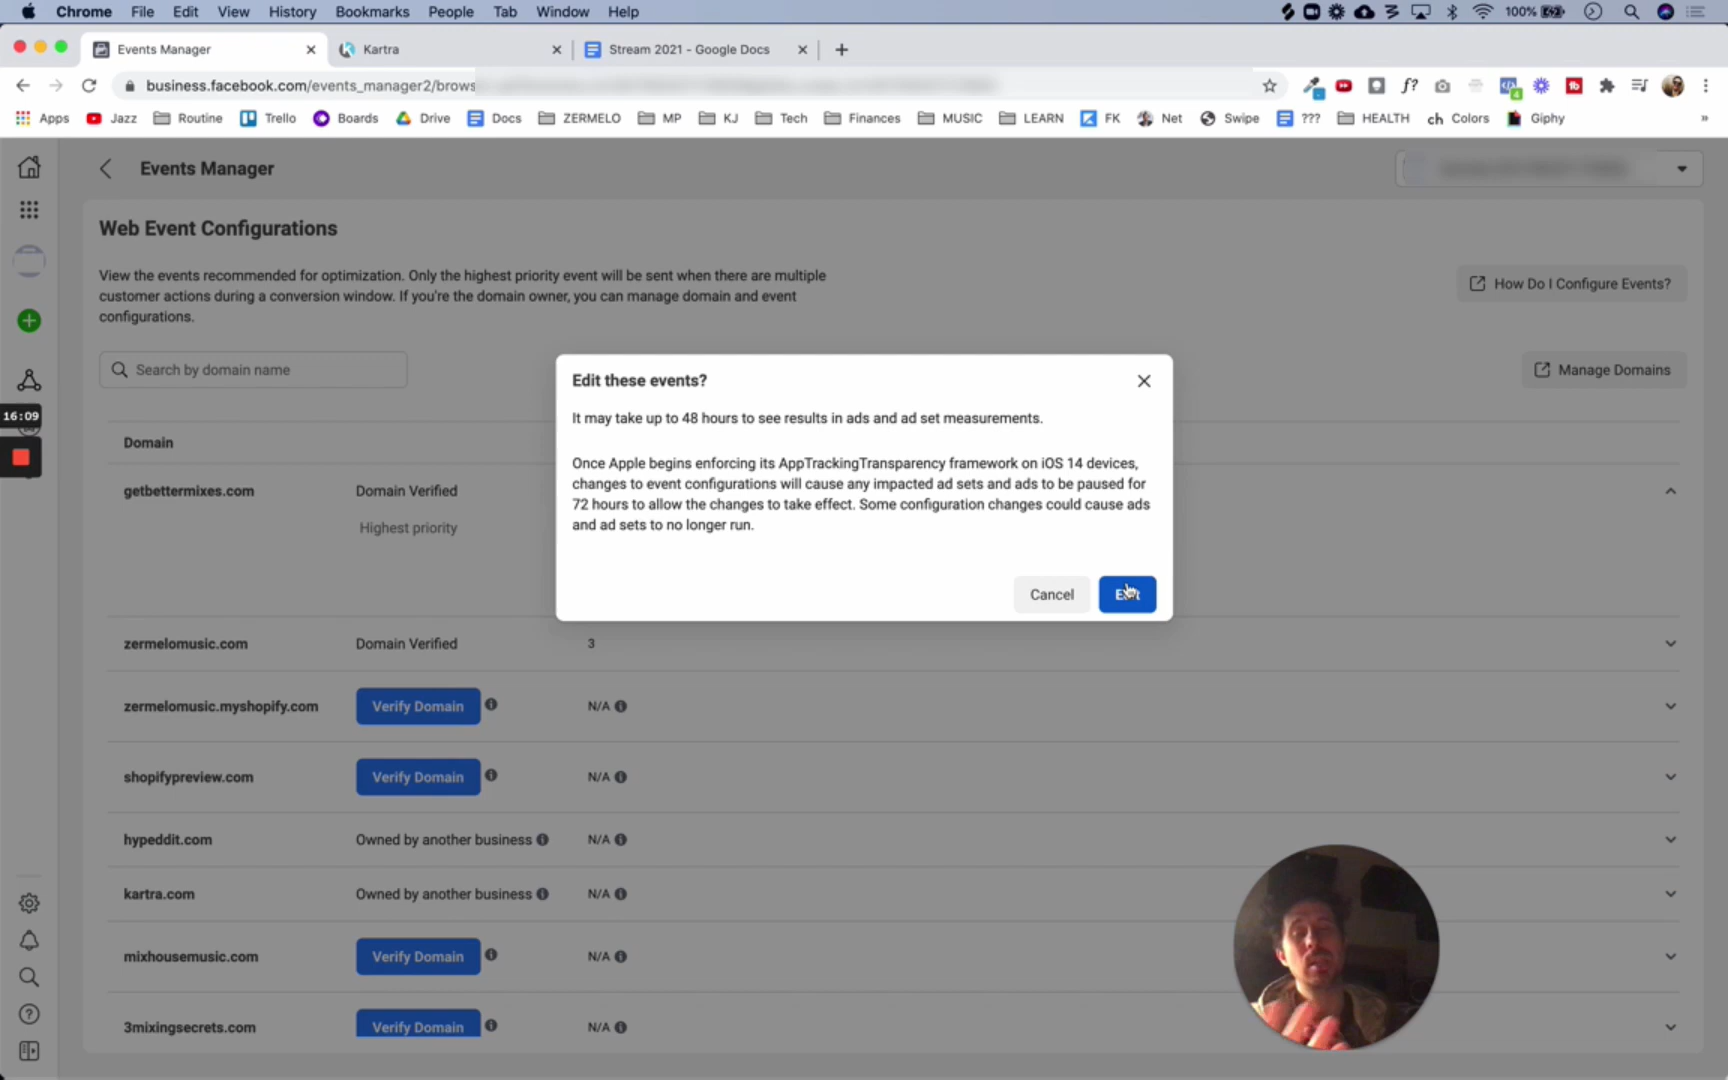 Chrome File Edit View History Bookmarks People Tab Window Help 100%
Events Manager Kartra Stream 2021 - Google Docs
business.facebook.com/events_manager2/brows
Apps Jazz Routine Trello Boards Drive Docs ZERMELO MP KJ Tech Finances MUSIC LEARN FK Net Swipe ??? HEALTH ch Colors Giphy »
Events Manager
Web Event Configurations
View the events recommended for optimization. Only the highest priority event will be sent when there are multiple
customer actions during a conversion window. If you're the domain owner, you can manage domain and event
configurations.
How Do I Configure Events?
Search by domain name
Manage Domains
Edit these events?
It may take up to 48 hours to see results in ads and ad set measurements.
Once Apple begins enforcing its AppTrackingTransparency framework on iOS 14 devices,
changes to event configurations will cause any impacted ad sets and ads to be paused for
72 hours to allow the changes to take effect. Some configuration changes could cause ads
and ad sets to no longer run.
Cancel
16:09
Domain
getbettermixes.com Domain Verified
Highest priority
zermelomusic.com Domain Verified 3
zermelomusic.myshopify.com Verify Domain N/A
shopifypreview.com Verify Domain N/A
hypeddit.com Owned by another business N/A
kartra.com Owned by another business N/A
mixhousemusic.com Verify Domain N/A
3mixingsecrets.com Verify Domain N/A